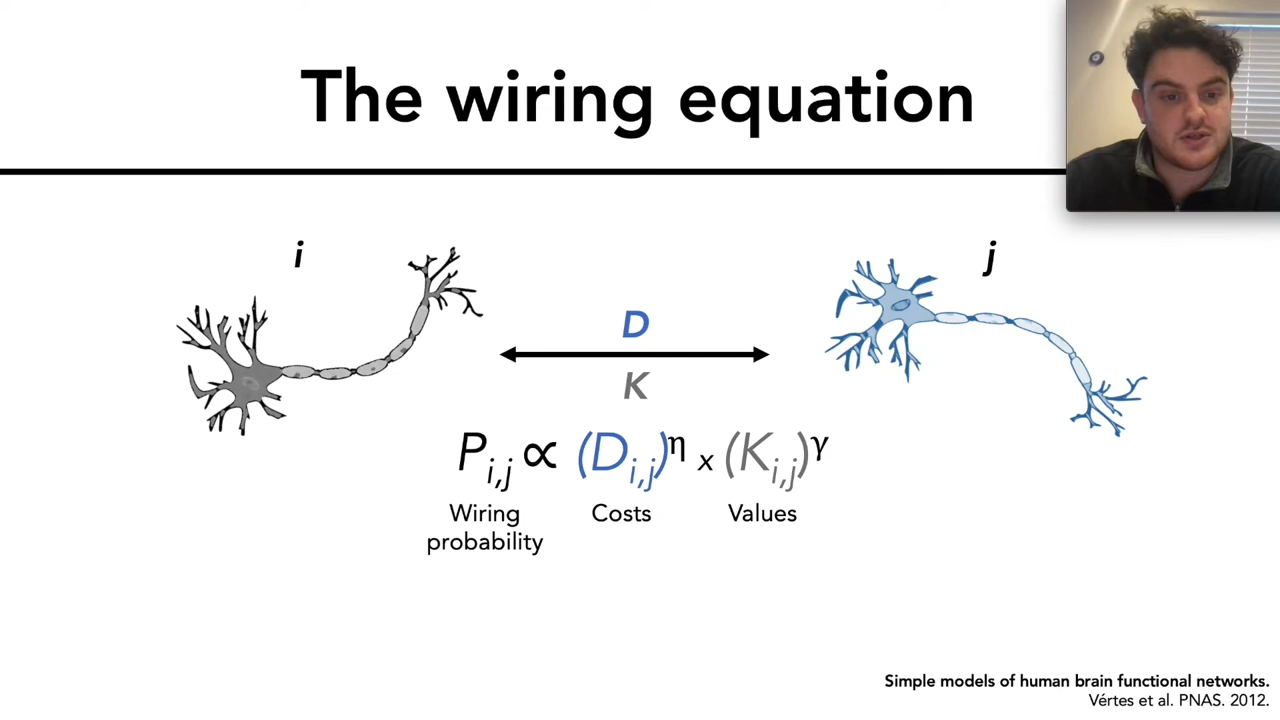 The wiring equation
i
j
D
K
P_{i,j} ∝ (D_{i,j})^η x (K_{i,j})^γ
Wiring probability
Costs
Values
Simple models of human brain functional networks.
Vértes et al. PNAS. 2012.